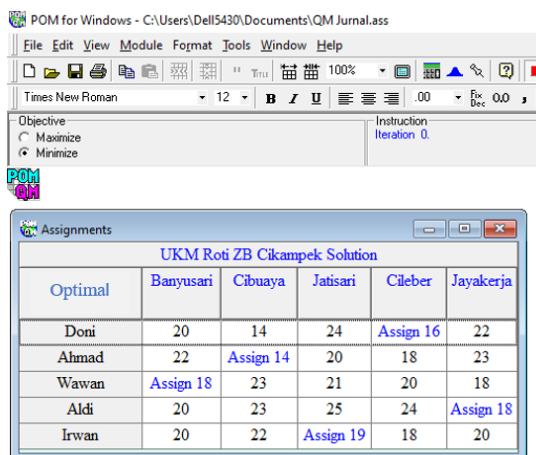 POM for Windows - C:\Users\Dell5430\Documents\QM Jurnal.ass
File Edit View Module Format Tools Window Help
100%
Times New Roman 12 B I U .00 Fix Dec 0.0 ,
Objective
Maximize
Minimize
Instruction
Iteration 0.
POM
QM
Assignments
UKM Roti ZB Cikampek Solution
Optimal Banyusari Cibuaya Jatisari Cileber Jayakerja
Doni 20 14 24 Assign 16 22
Ahmad 22 Assign 14 20 18 23
Wawan Assign 18 23 21 20 18
Aldi 20 23 25 24 Assign 18
Irwan 20 22 Assign 19 18 20